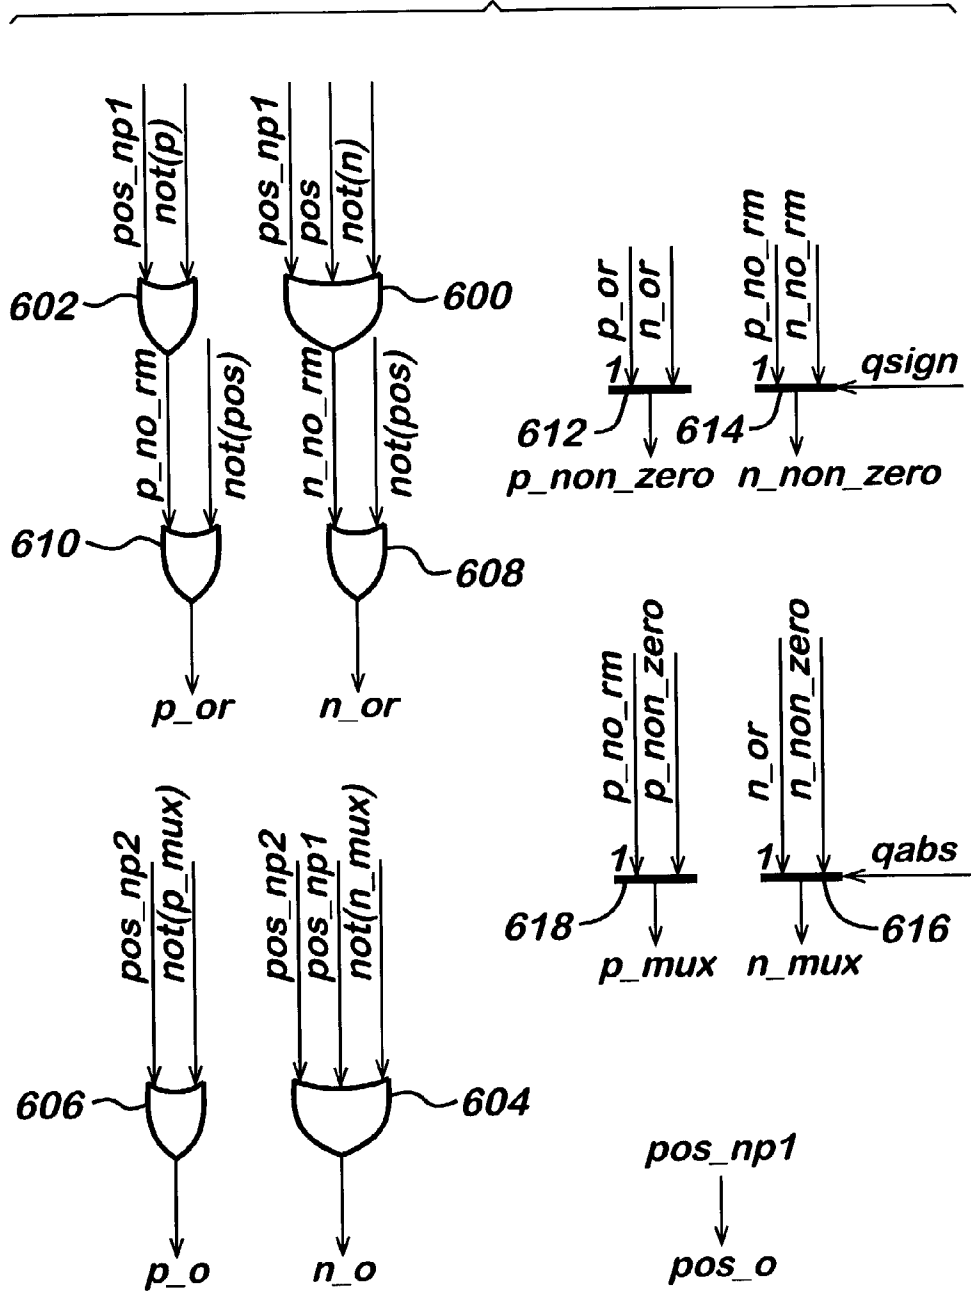 pos_np1
not(p)
pos_np1
pos
not(n)
602
600
p_no_rm
not(pos)
n_no_rm
not(pos)
610
608
p_or
n_or
p_or
n_or
1
612
p_non_zero
p_no_rm
n_no_rm
1
qsign
614
n_non_zero
p_no_rm
p_non_zero
1
618
p_mux
n_or
n_non_zero
1
qabs
616
n_mux
pos_np2
not(p_mux)
pos_np2
pos_np1
not(n_mux)
606
604
p_o
n_o
pos_np1
pos_o